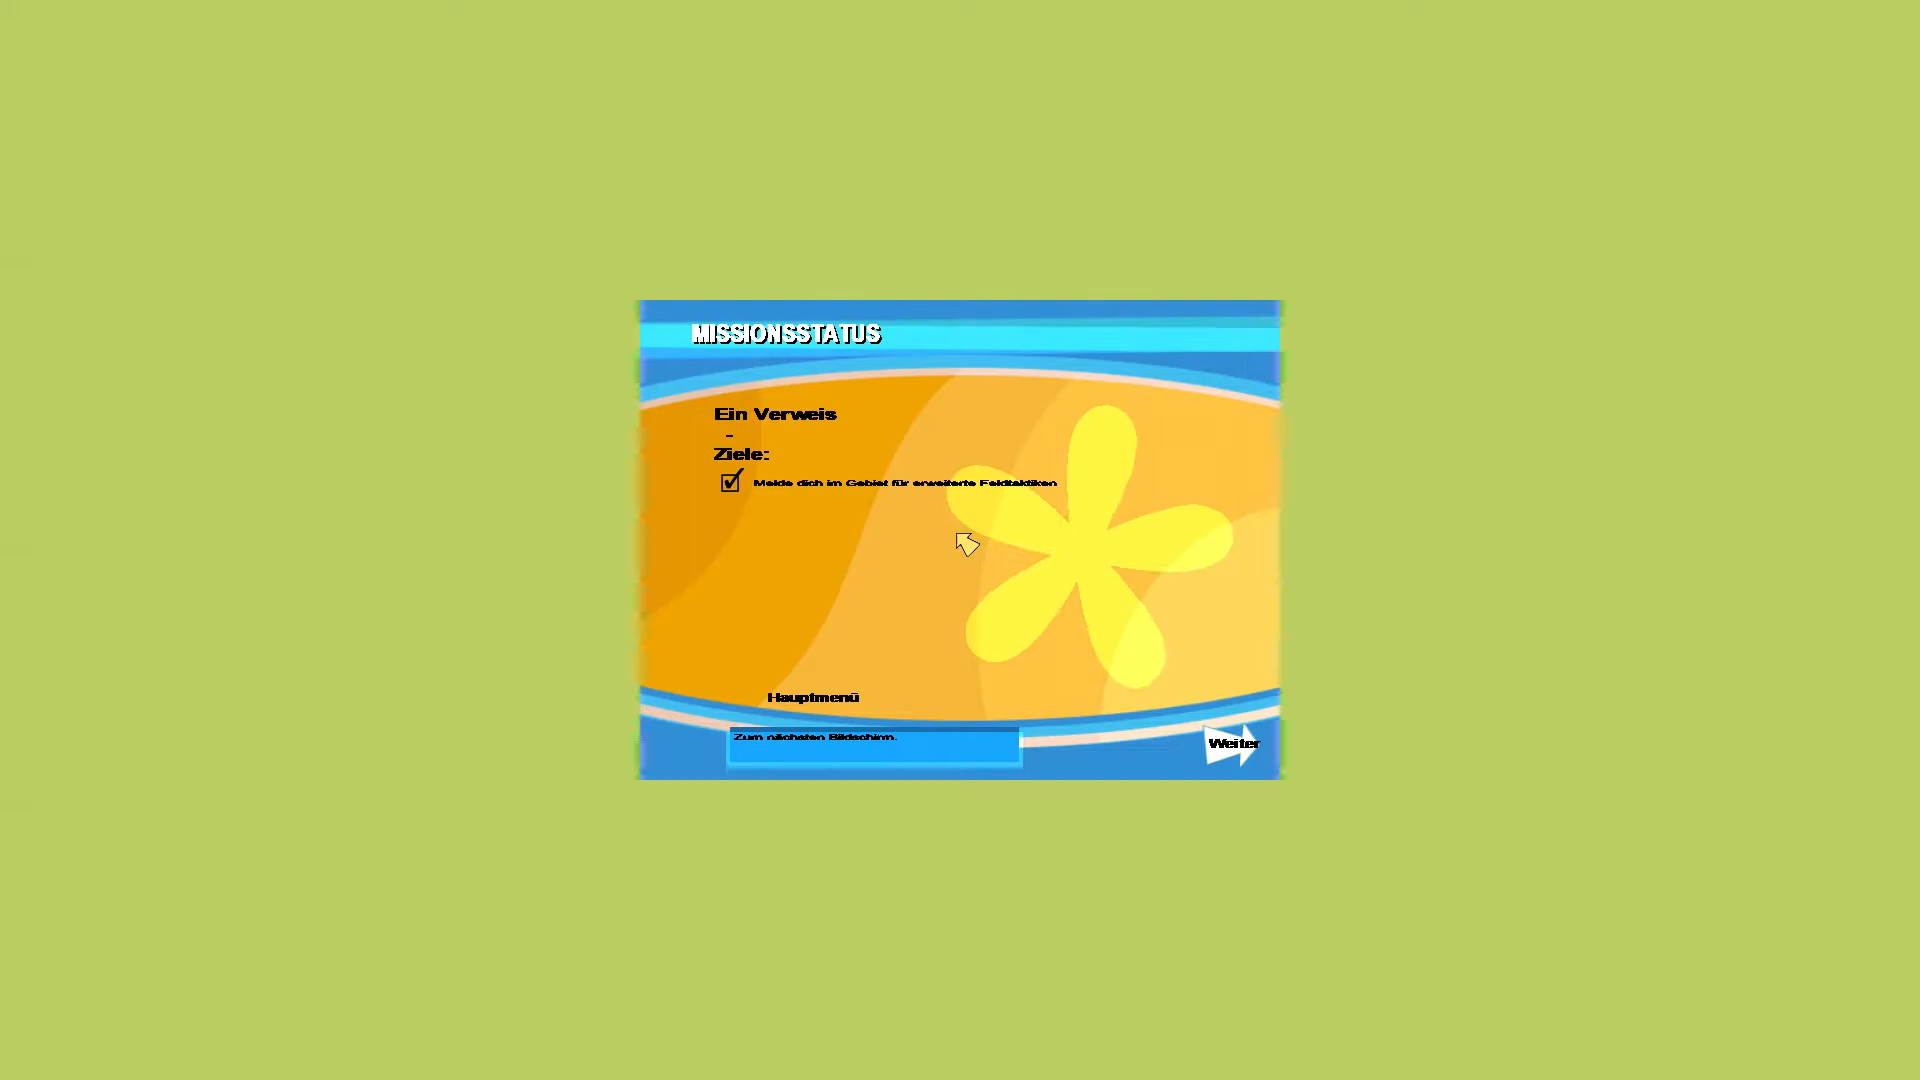 MISSIONSSTATUS
Ein Verweis
-
Ziele:
Melde dich im Gebiet für erweiterte Feldtaktiken
Hauptmenü
Zum nächsten Bildschirm.
Weiter